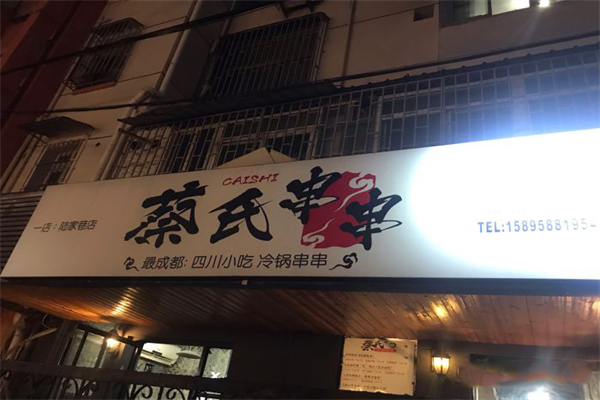 CAISHI
蔡氏串串
一店：陆家巷店
最成都: 四川小吃 冷锅串串
TEL:1589588195